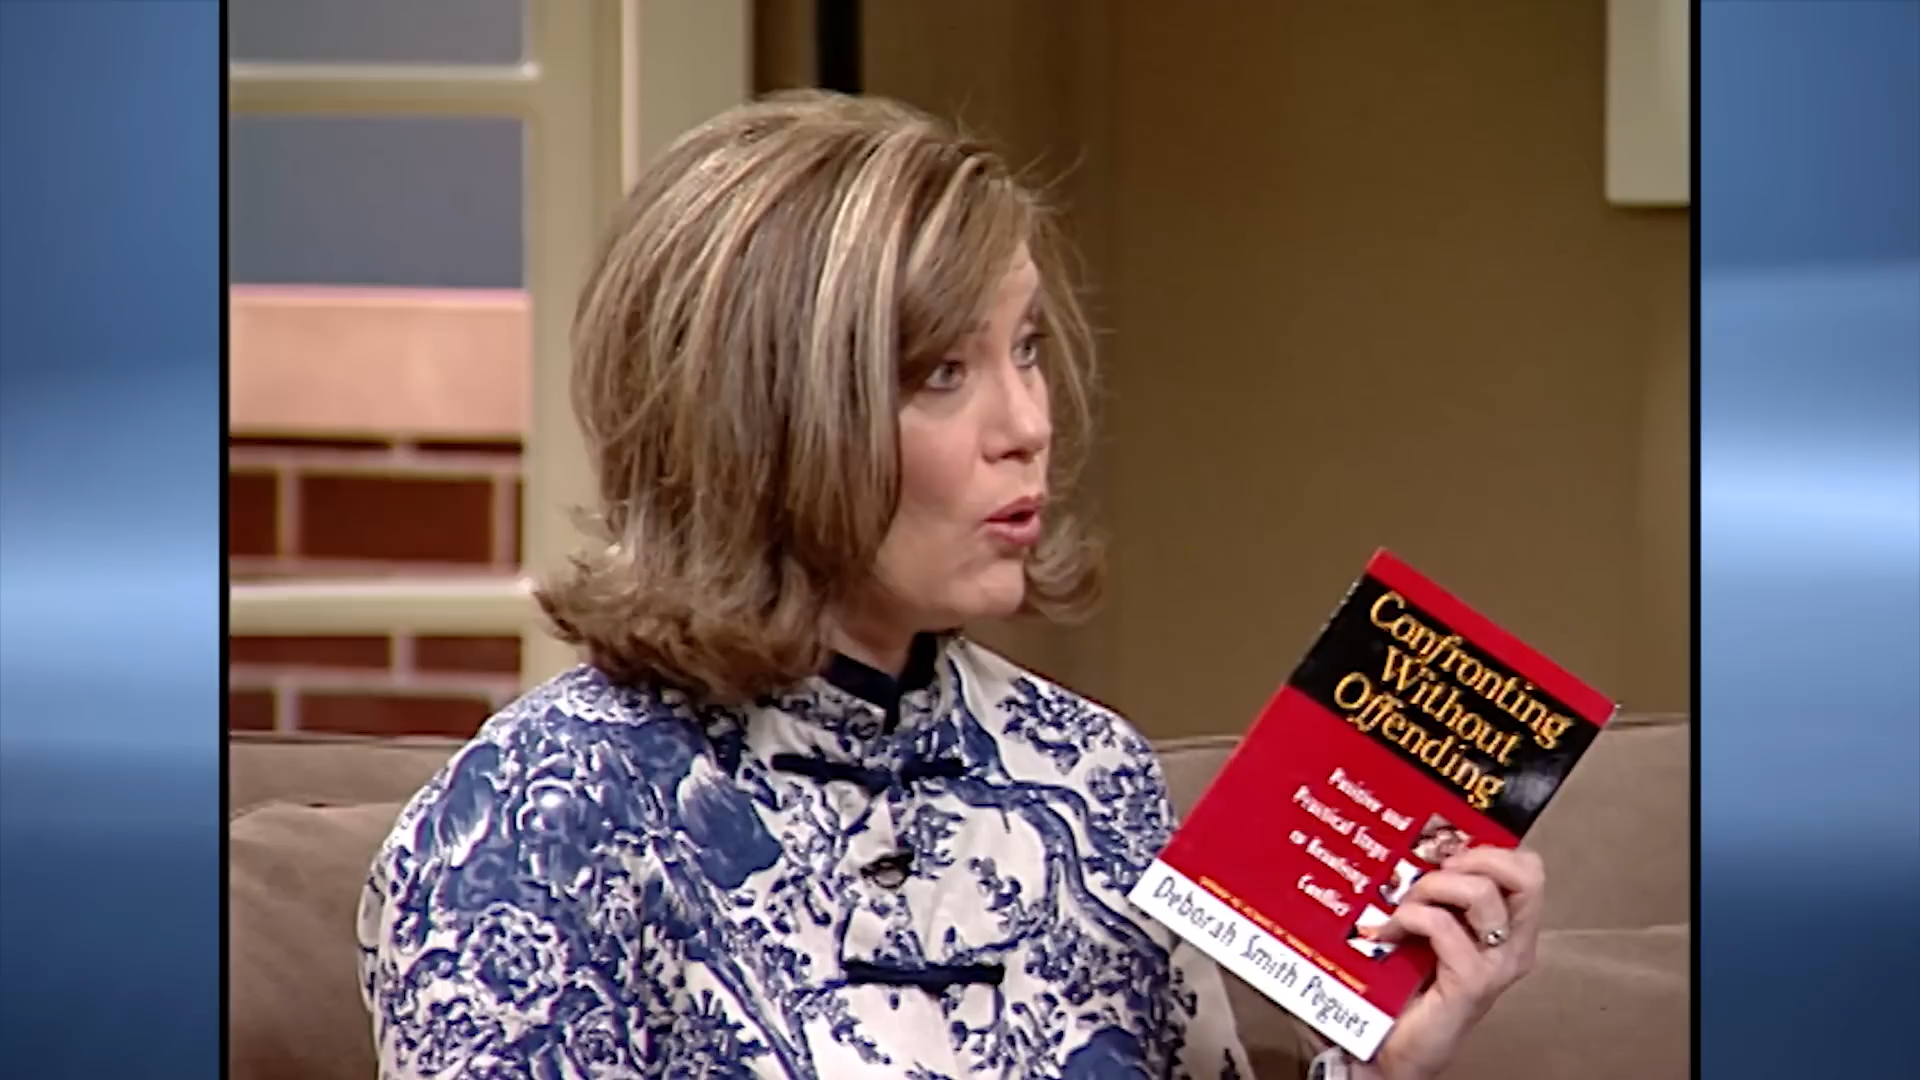 Confronting
Without
Offending
Positive and
Practical Steps
to Resolving
Conflict
Deborah Smith Pegues